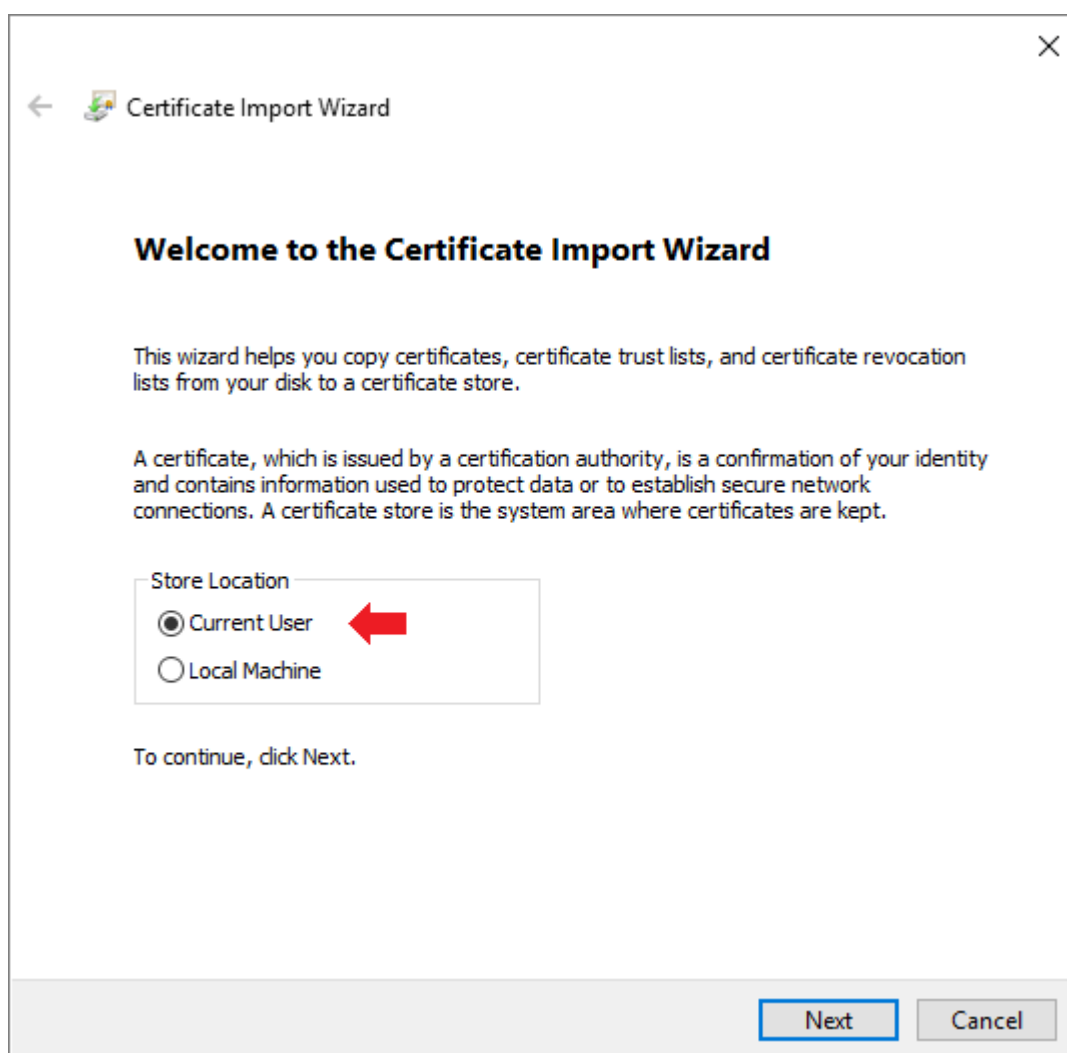 Certificate Import Wizard
Welcome to the Certificate Import Wizard
This wizard helps you copy certificates, certificate trust lists, and certificate revocation
lists from your disk to a certificate store.
A certificate, which is issued by a certification authority, is a confirmation of your identity
and contains information used to protect data or to establish secure network
connections. A certificate store is the system area where certificates are kept.
Store Location
Current User
Local Machine
To continue, click Next.
Next
Cancel